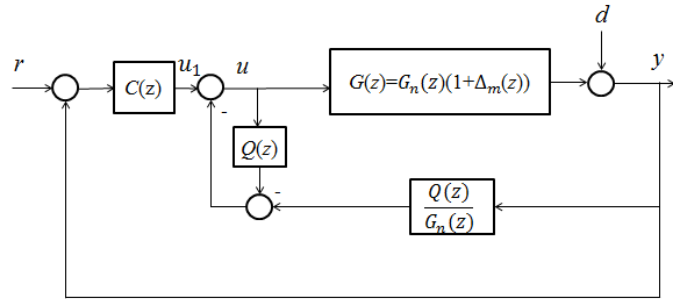 d
r
u₁
u
y
C(z)
G(z)=Gₙ(z)(1+Δₘ(z))
-
Q(z)
-
Q(z)
Gₙ(z)